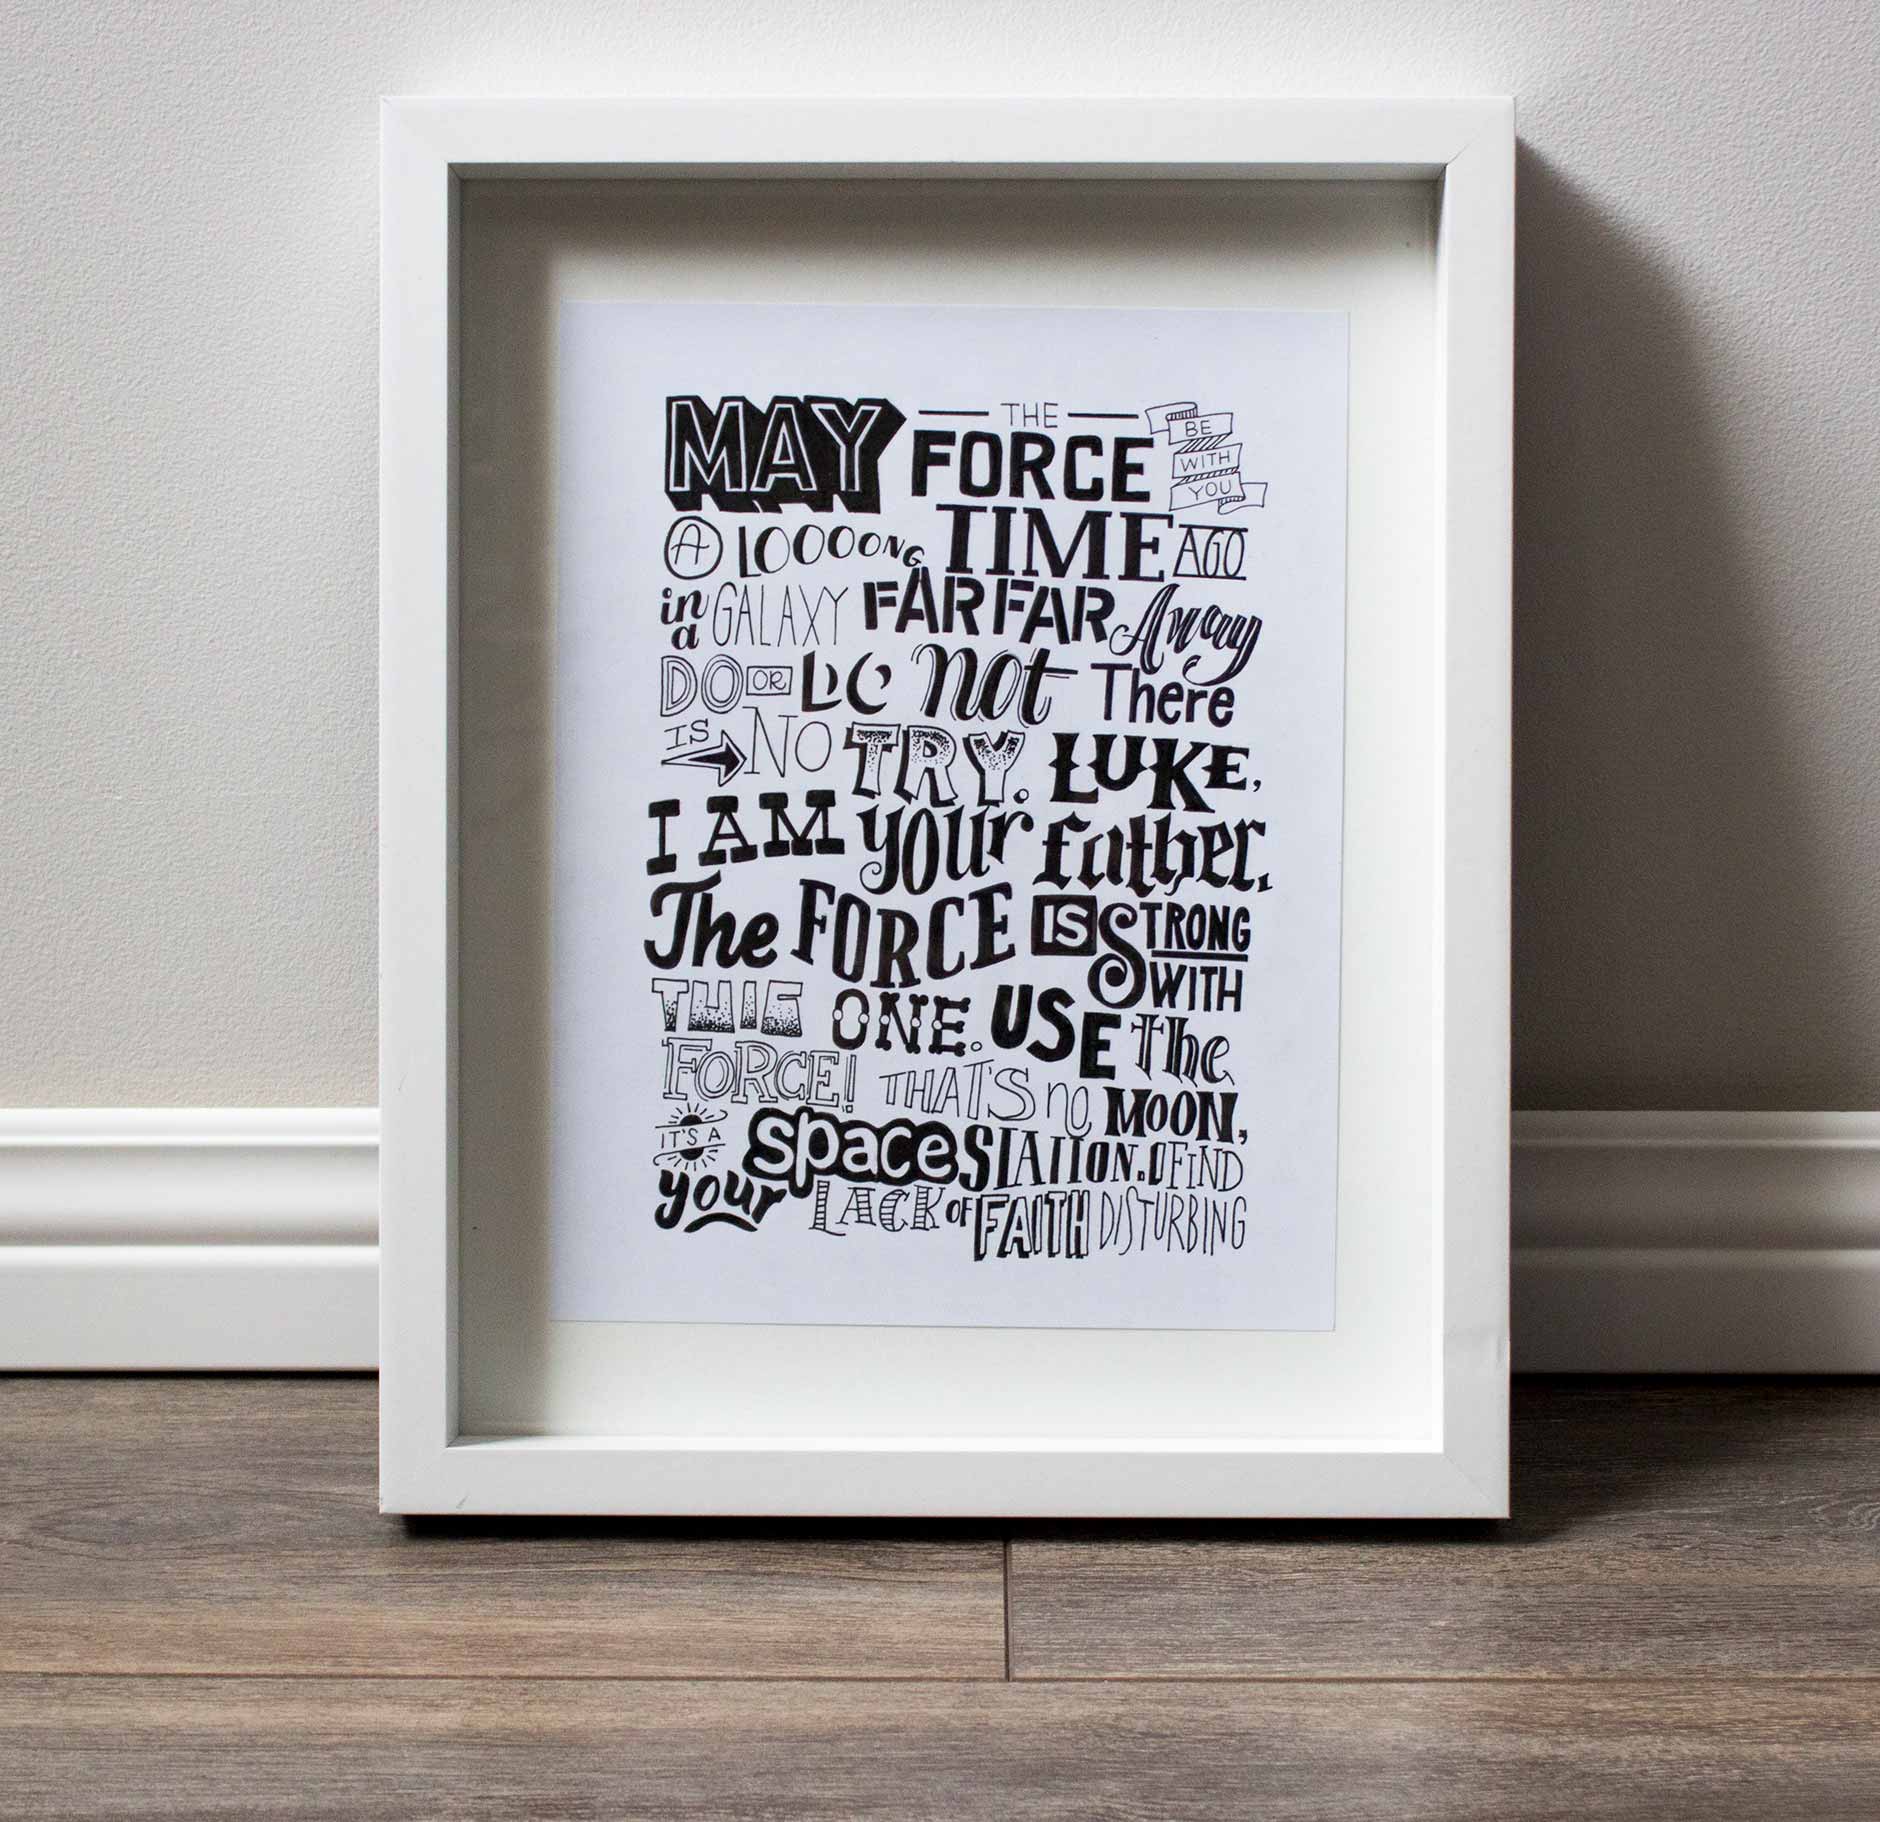 MAY THE FORCE BE WITH YOU
A LOOOONG TIME AGO
in a GALAXY FAR FAR Away
DO OR DO not There
IS NO TRY. LUKE,
I AM your father.
The FORCE IS STRONG WITH
THIS ONE. USE the
FORCE! THAT'S no MOON,
IT'S A space STATION. I FIND
your LACK OF FAITH DISTURBING